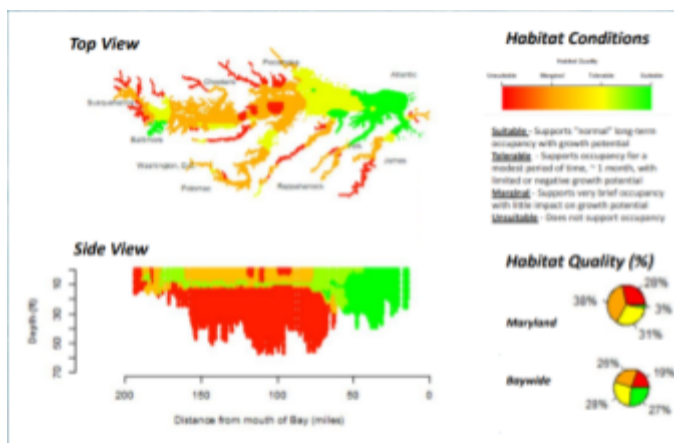 Top View
Habitat Conditions
Habitat Quality
Unsuitable Marginal Tolerable Suitable
Atlantic
Susquehanna
Baltimore
Washington, D.C.
Potomac
Rappahannock
York
James
Suitable - Supports "normal" long-term
occupancy with growth potential
Tolerable - Supports occupancy for a
modest period of time, ~ 1 month, with
limited or negative growth potential
Marginal - Supports very brief occupancy
with little impact on growth potential
Unsuitable - Does not support occupancy
Side View
Depth (ft)
10
30
50
70
200 150 100 50 0
Distance from mouth of Bay (miles)
Habitat Quality (%)
Maryland
28%
38%
3%
31%
Baywide
26%
19%
28%
27%